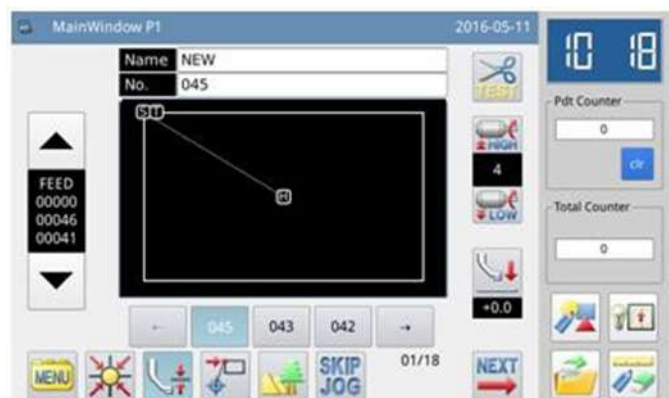 MainWindow P1 2016-05-11
10 18
Name NEW
No. 045
TEST
Pdt Counter
0
clr
HIGH
4
LOW
FEED
00000
00046
00041
S T
H
Total Counter
0
+0.0
← 045 043 042 →
01/18
MENU
SKIP
JOG
NEXT